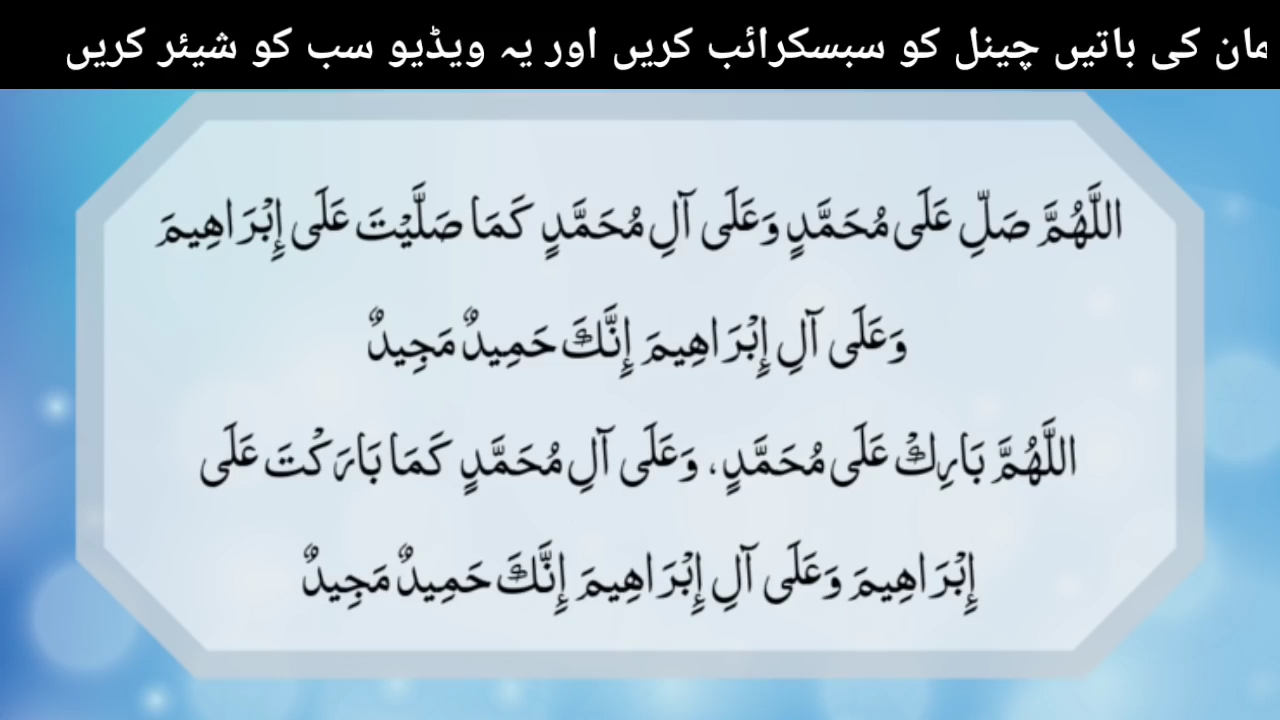 کی باتیں چینل کو سبسکرائب کریں اور یہ ویڈیو سب کو شیئر کریں
اللَّهُمَّ صَلِّ عَلَى مُحَمَّدٍ وَعَلَى آلِ مُحَمَّدٍ كَمَا صَلَّيْتَ عَلَى إِبْرَاهِيمَ
وَعَلَى آلِ إِبْرَاهِيمَ إِنَّكَ حَمِيدٌ مَجِيدٌ
اللَّهُمَّ بَارِكْ عَلَى مُحَمَّدٍ، وَعَلَى آلِ مُحَمَّدٍ كَمَا بَارَكْتَ عَلَى
إِبْرَاهِيمَ وَعَلَى آلِ إِبْرَاهِيمَ إِنَّكَ حَمِيدٌ مَجِيدٌ